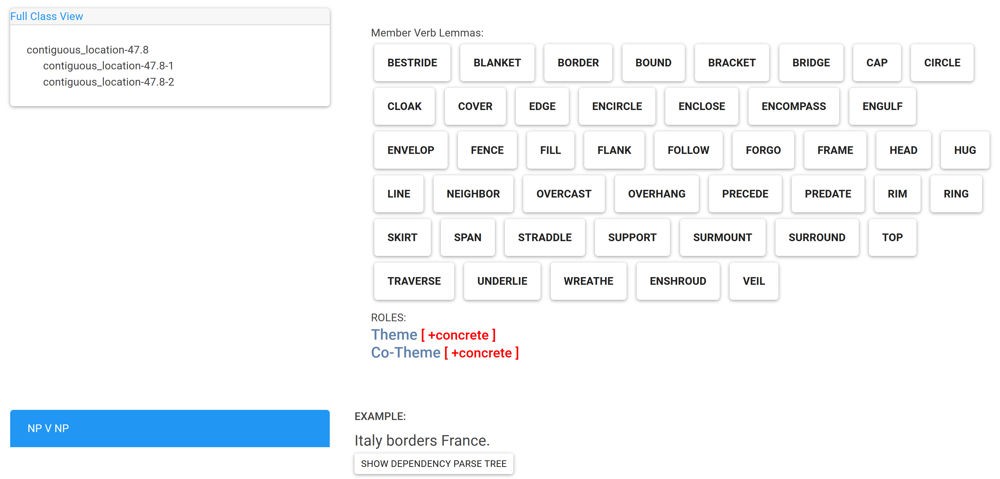 Full Class View
contiguous_location-47.8
contiguous_location-47.8-1
contiguous_location-47.8-2
Member Verb Lemmas:
BESTRIDE BLANKET BORDER BOUND BRACKET BRIDGE CAP CIRCLE
CLOAK COVER EDGE ENCIRCLE ENCLOSE ENCOMPASS ENGULF
ENVELOP FENCE FILL FLANK FOLLOW FORGO FRAME HEAD HUG
LINE NEIGHBOR OVERCAST OVERHANG PRECEDE PREDATE RIM RING
SKIRT SPAN STRADDLE SUPPORT SURMOUNT SURROUND TOP
TRAVERSE UNDERLIE WREATHE ENSHROUD VEIL
ROLES:
Theme [ +concrete ]
Co-Theme [ +concrete ]
NP V NP
EXAMPLE:
Italy borders France.
SHOW DEPENDENCY PARSE TREE